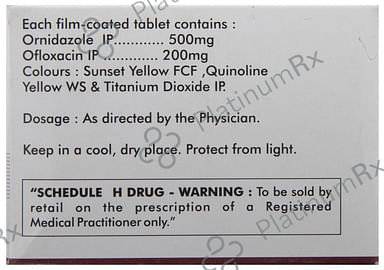 Each film-coated tablet contains :
Ornidazole IP............ 500mg
Ofloxacin IP ............. 200mg
Colours : Sunset Yellow FCF ,Quinoline
Yellow WS & Titanium Dioxide IP.
Dosage : As directed by the Physician.
Keep in a cool, dry place. Protect from light.
"SCHEDULE H DRUG - WARNING : To be sold by
retail on the prescription of a Registered
Medical Practitioner only."
PlatinumRx